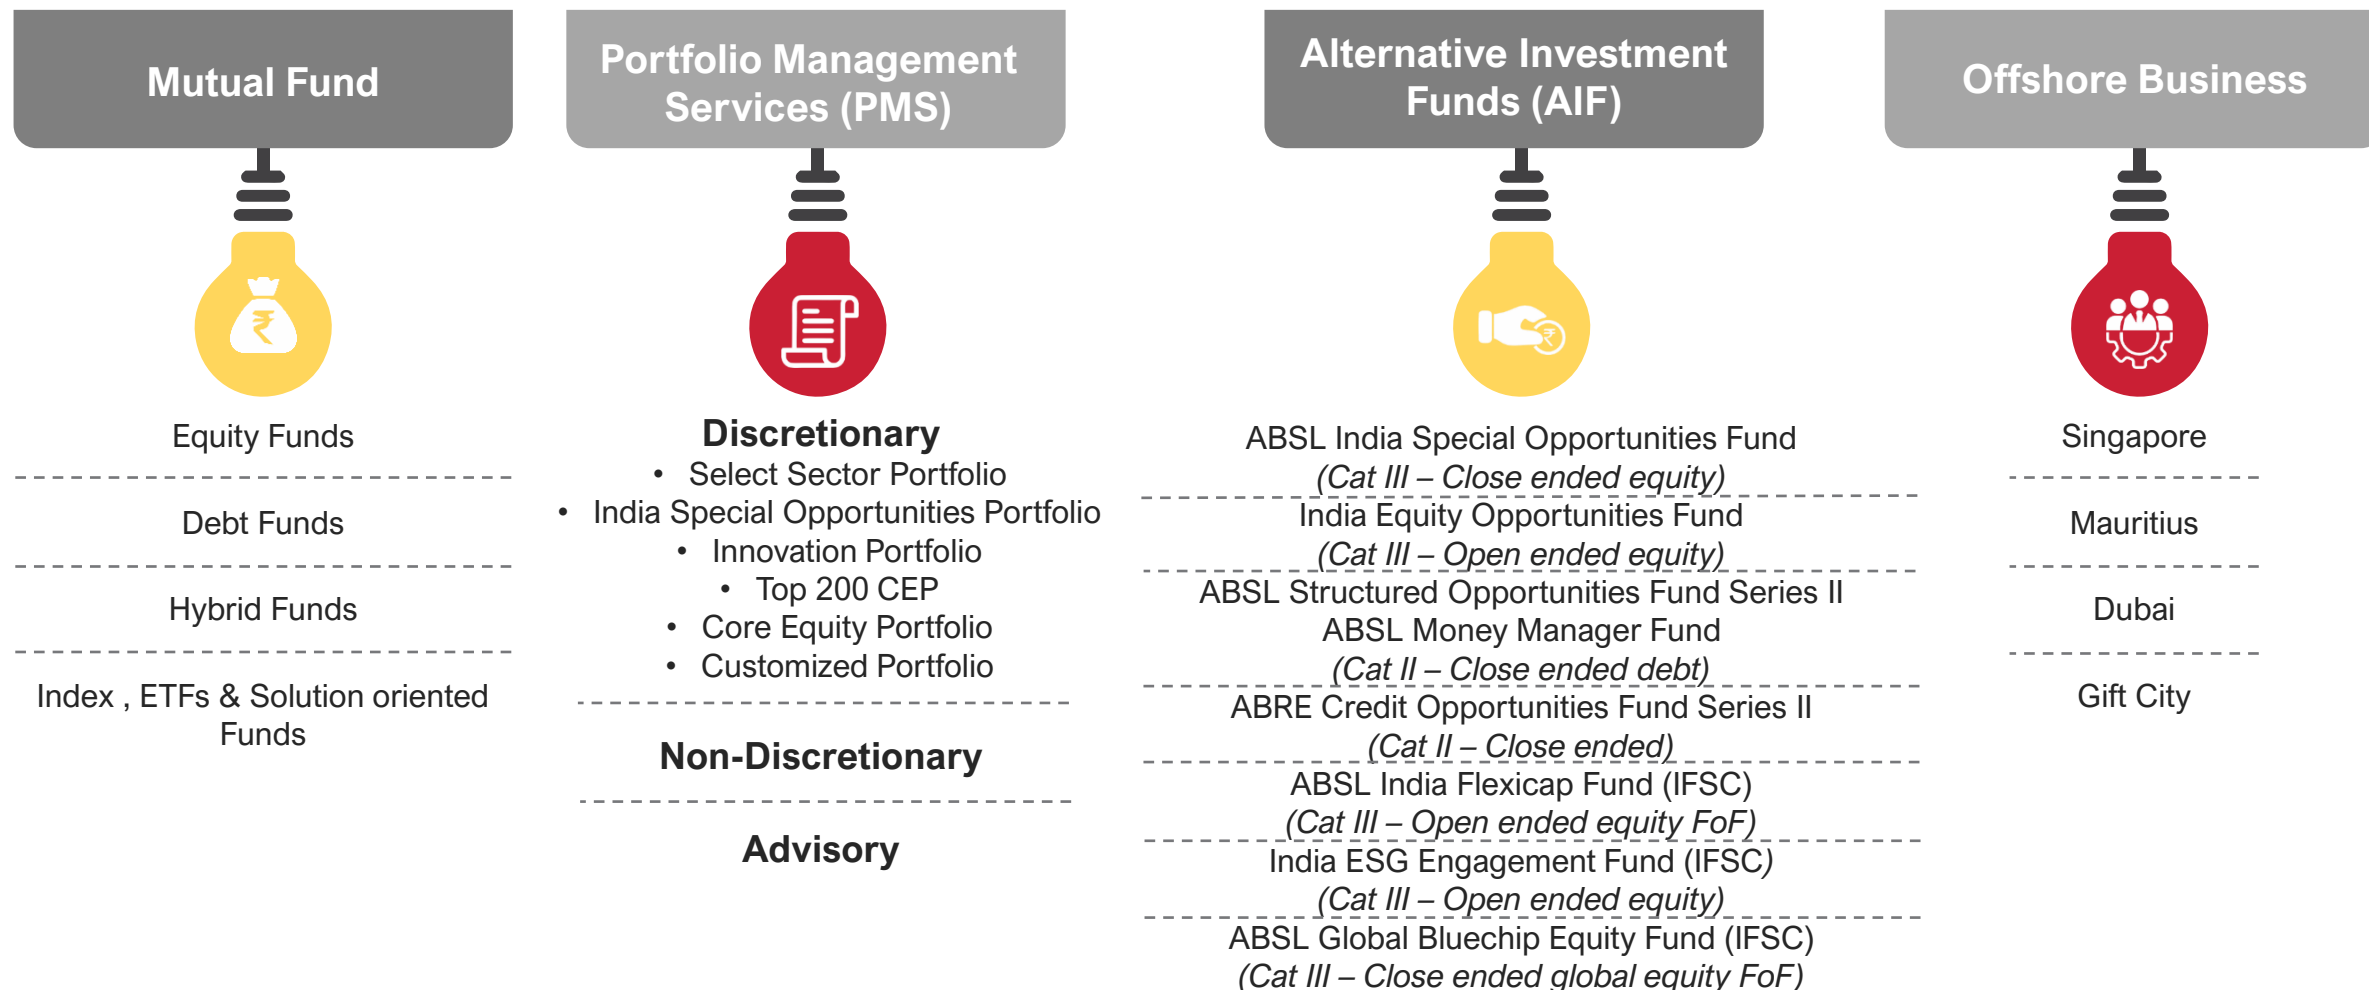 Mutual Fund
₹
Equity Funds
Debt Funds
Hybrid Funds
Index , ETFs & Solution oriented
Funds
Portfolio Management
Services (PMS)
Discretionary
• Select Sector Portfolio
• India Special Opportunities Portfolio
• Innovation Portfolio
• Top 200 CEP
• Core Equity Portfolio
• Customized Portfolio
Non-Discretionary
Advisory
Alternative Investment
Funds (AIF)
₹
ABSL India Special Opportunities Fund
(Cat III – Close ended equity)
India Equity Opportunities Fund
(Cat III – Open ended equity)
ABSL Structured Opportunities Fund Series II
ABSL Money Manager Fund
(Cat II – Close ended debt)
ABRE Credit Opportunities Fund Series II
(Cat II – Close ended)
ABSL India Flexicap Fund (IFSC)
(Cat III – Open ended equity FoF)
India ESG Engagement Fund (IFSC)
(Cat III – Open ended equity)
ABSL Global Bluechip Equity Fund (IFSC)
(Cat III – Close ended global equity FoF)
Offshore Business
Singapore
Mauritius
Dubai
Gift City